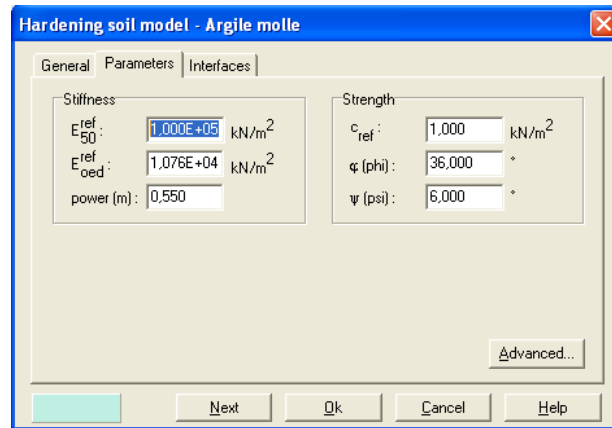 Hardening soil model - Argile molle
General Parameters Interfaces
Stiffness
E50ref : 1,000E+05 kN/m2
Eoedref : 1,076E+04 kN/m2
power (m) : 0,550
Strength
cref : 1,000 kN/m2
φ (phi) : 36,000 °
ψ (psi) : 6,000 °
Advanced...
Next Ok Cancel Help